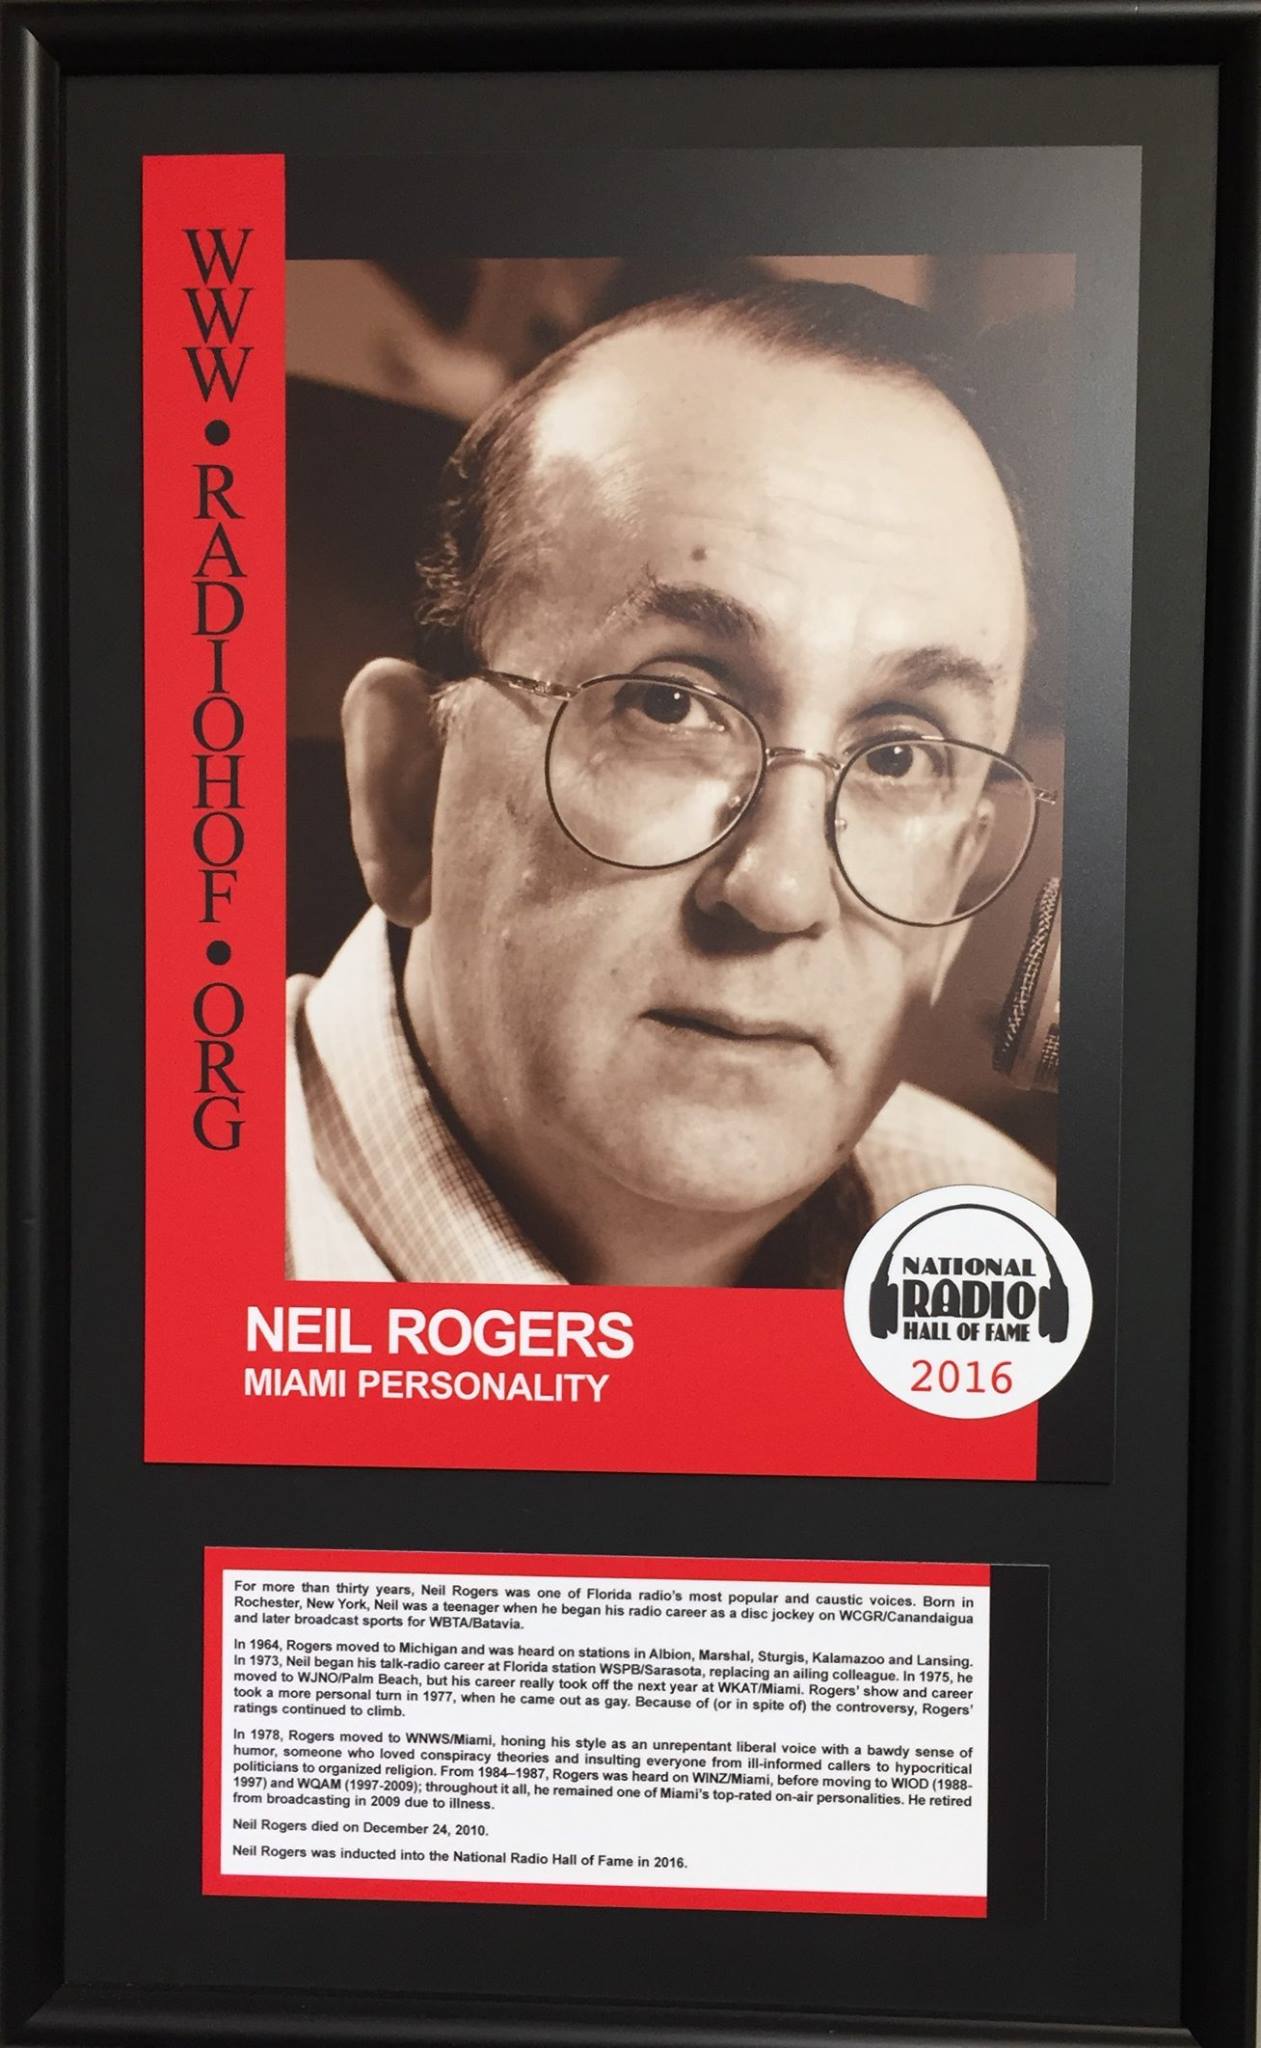 WWW•RADIOHOF•ORG
NEIL ROGERS
MIAMI PERSONALITY
NATIONAL
RADIO
HALL OF FAME
2016
For more than thirty years, Neil Rogers was one of Florida radio's most popular and caustic voices. Born in
Rochester, New York, Neil was a teenager when he began his radio career as a disc jockey on WCGR/Canandaigua
and later broadcast sports for WBTA/Batavia.
In 1964, Rogers moved to Michigan and was heard on stations in Albion, Marshal, Sturgis, Kalamazoo and Lansing.
In 1973, Neil began his talk-radio career at Florida station WSPB/Sarasota, replacing an ailing colleague. In 1975, he
moved to WJNO/Palm Beach, but his career really took off the next year at WKAT/Miami. Rogers' show and career
took a more personal turn in 1977, when he came out as gay. Because of (or in spite of) the controversy, Rogers'
ratings continued to climb.
In 1978, Rogers moved to WNWS/Miami, honing his style as an unrepentant liberal voice with a bawdy sense of
humor, someone who loved conspiracy theories and insulting everyone from ill-informed callers to hypocritical
politicians to organized religion. From 1984–1987, Rogers was heard on WINZ/Miami, before moving to WIOD (1988-
1997) and WQAM (1997-2009); throughout it all, he remained one of Miami's top-rated on-air personalities. He retired
from broadcasting in 2009 due to illness.
Neil Rogers died on December 24, 2010.
Neil Rogers was inducted into the National Radio Hall of Fame in 2016.